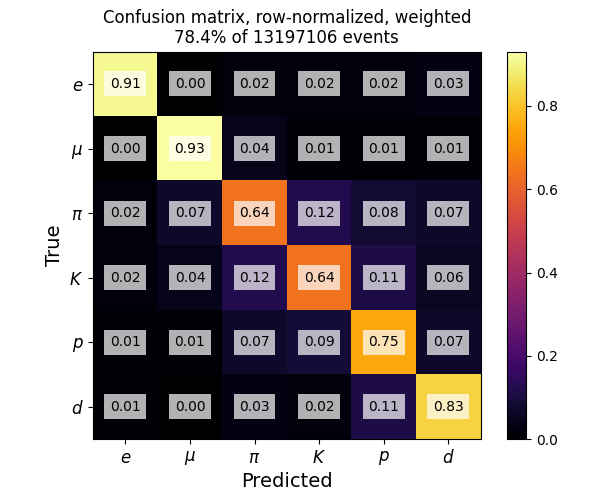 Confusion matrix, row-normalized, weighted
78.4% of 13197106 events
e 0.91 0.00 0.02 0.02 0.02 0.03
μ 0.00 0.93 0.04 0.01 0.01 0.01
π 0.02 0.07 0.64 0.12 0.08 0.07
K 0.02 0.04 0.12 0.64 0.11 0.06
p 0.01 0.01 0.07 0.09 0.75 0.07
d 0.01 0.00 0.03 0.02 0.11 0.83
e μ π K p d
True
Predicted
0.8
0.6
0.4
0.2
0.0